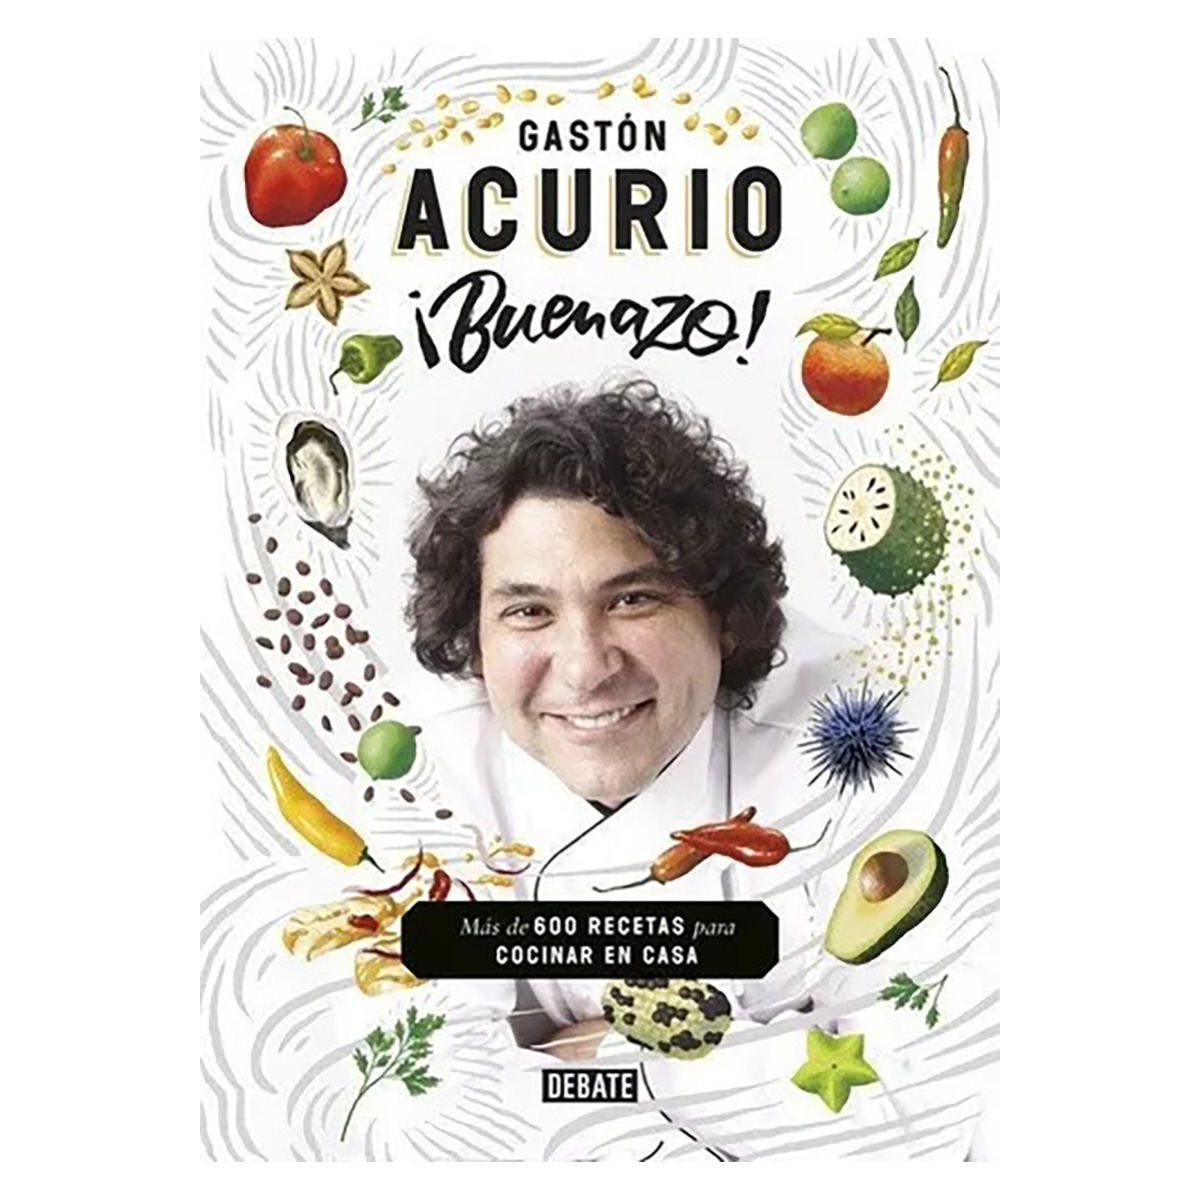 GASTÓN
ACURIO
¡Buenazo!
Más de 600 RECETAS para
COCINAR EN CASA
DEBATE